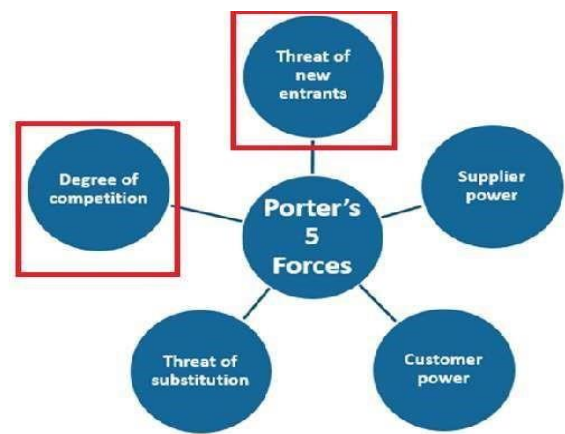 Threat of
new
entrants
Degree of
competition
Supplier
power
Porter's
5
Forces
Threat of
substitution
Customer
power